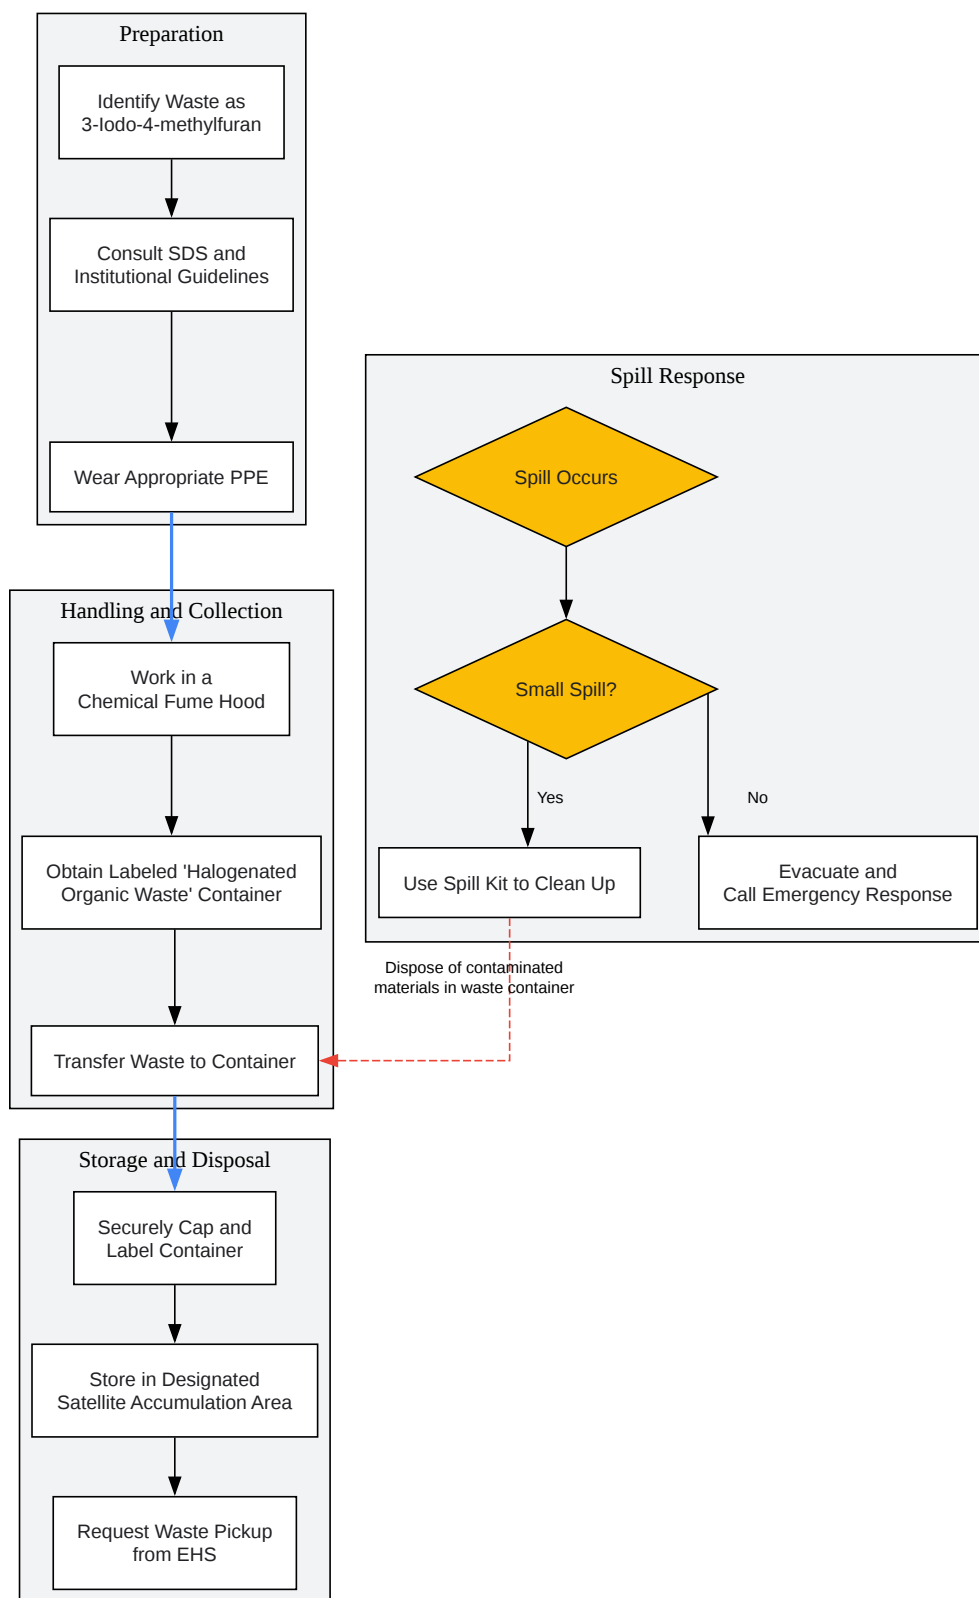 Preparation
Identify Waste as
3-Iodo-4-methylfuran
Consult SDS and
Institutional Guidelines
Wear Appropriate PPE
Handling and Collection
Work in a
Chemical Fume Hood
Obtain Labeled 'Halogenated
Organic Waste' Container
Transfer Waste to Container
Storage and Disposal
Securely Cap and
Label Container
Store in Designated
Satellite Accumulation Area
Request Waste Pickup
from EHS
Spill Response
Spill Occurs
Small Spill?
Yes
No
Use Spill Kit to Clean Up
Evacuate and
Call Emergency Response
Dispose of contaminated
materials in waste container